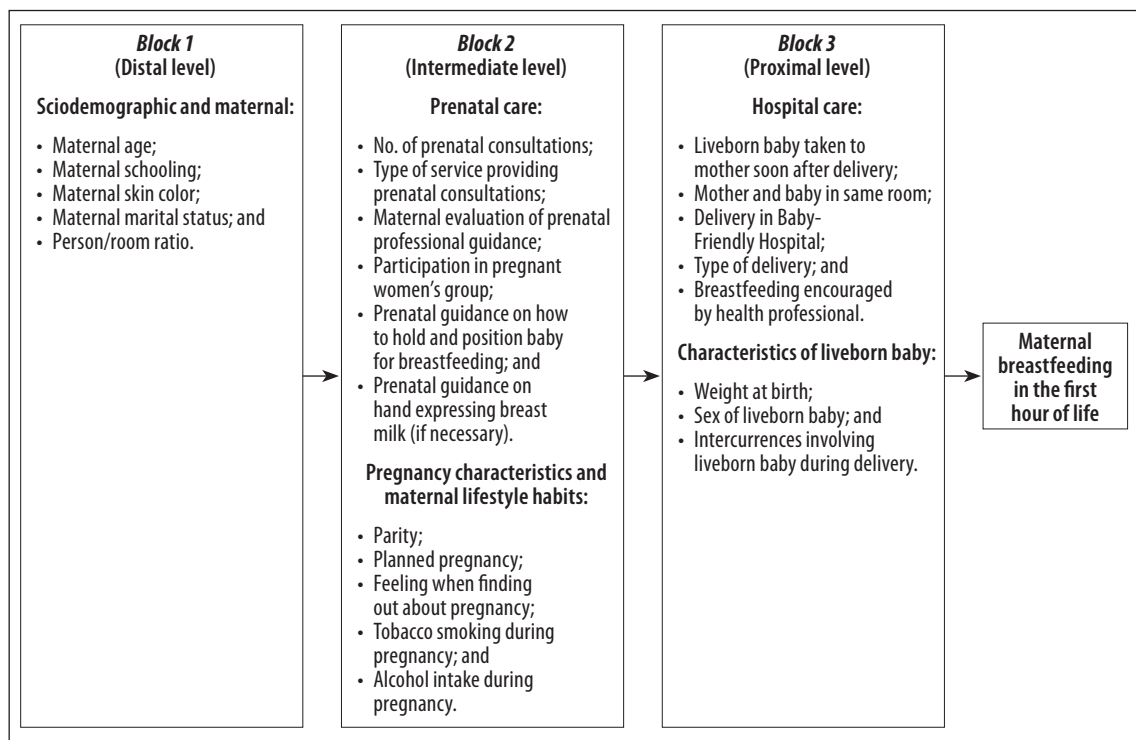 Block 1
(Distal level)
Sciodemographic and maternal:
• Maternal age;
• Maternal schooling;
• Maternal skin color;
• Maternal marital status; and
• Person/room ratio.
Block 2
(Intermediate level)
Prenatal care:
• No. of prenatal consultations;
• Type of service providing
prenatal consultations;
• Maternal evaluation of prenatal
professional guidance;
• Participation in pregnant
women's group;
• Prenatal guidance on how
to hold and position baby
for breastfeeding; and
• Prenatal guidance on
hand expressing breast
milk (if necessary).
Pregnancy characteristics and
maternal lifestyle habits:
• Parity;
• Planned pregnancy;
• Feeling when finding
out about pregnancy;
• Tobacco smoking during
pregnancy; and
• Alcohol intake during
pregnancy.
Block 3
(Proximal level)
Hospital care:
• Liveborn baby taken to
mother soon after delivery;
• Mother and baby in same room;
• Delivery in Baby-
Friendly Hospital;
• Type of delivery; and
• Breastfeeding encouraged
by health professional.
Characteristics of liveborn baby:
• Weight at birth;
• Sex of liveborn baby; and
• Intercurrences involving
liveborn baby during delivery.
Maternal
breastfeeding
in the first
hour of life